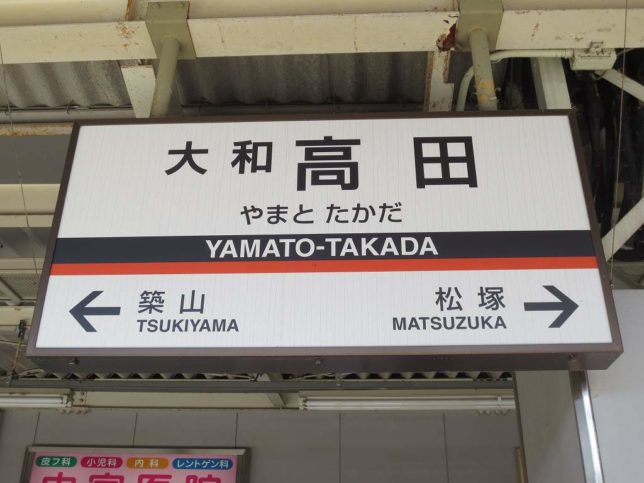 大和高田
やまと たかだ
YAMATO-TAKADA
← 築山
TSUKIYAMA
松塚 →
MATSUZUKA
皮フ科 小児科 内科 レントゲン科